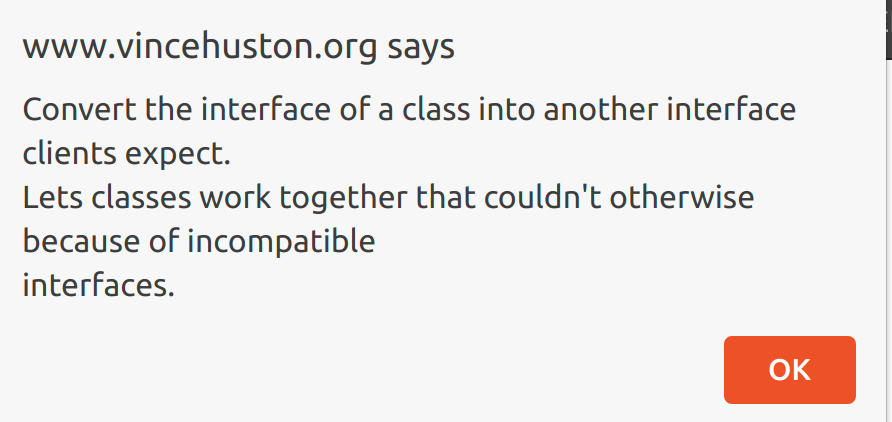 www.vincehuston.org says
Convert the interface of a class into another interface
clients expect.
Lets classes work together that couldn't otherwise
because of incompatible
interfaces.
OK